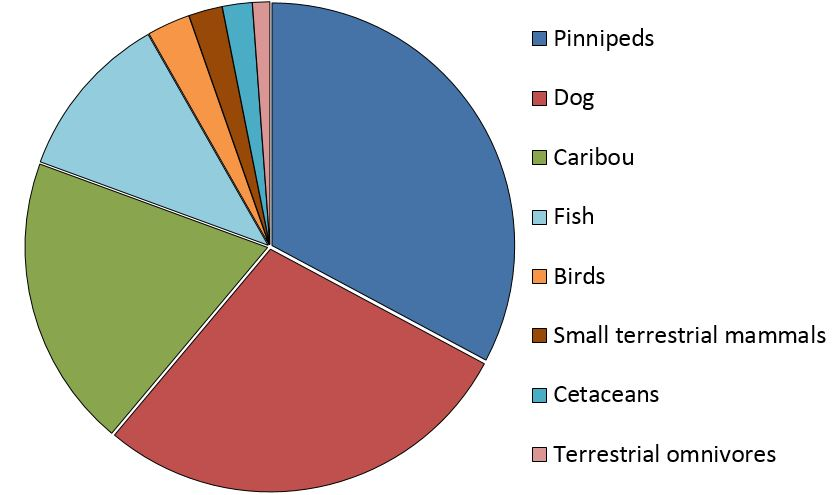 Pinnipeds
Dog
Caribou
Fish
Birds
Small terrestrial mammals
Cetaceans
Terrestrial omnivores